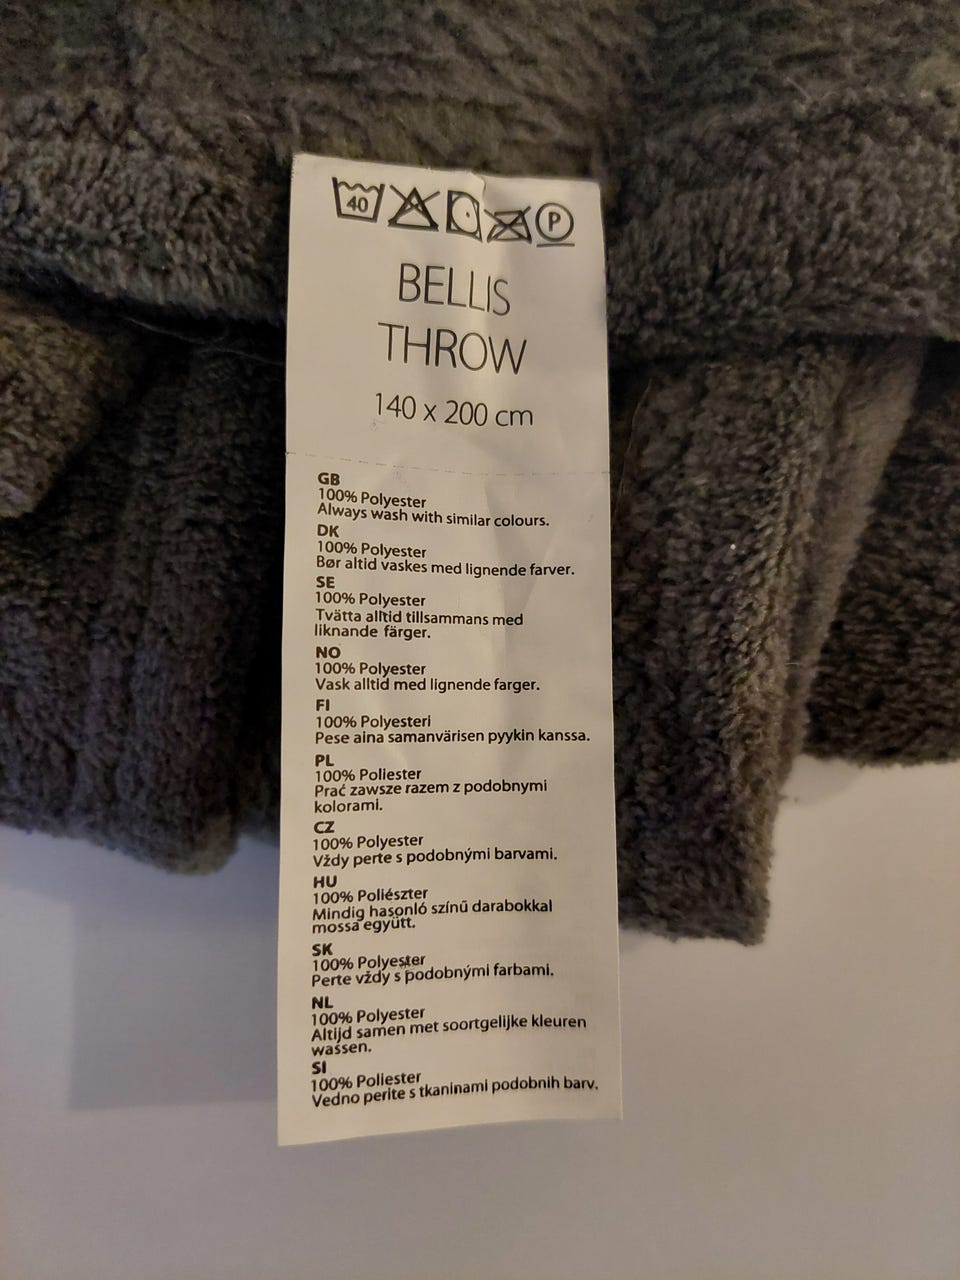 40
P
BELLIS
THROW
140 x 200 cm
GB
100% Polyester
Always wash with similar colours.
DK
100% Polyester
Bør altid vaskes med lignende farver.
SE
100% Polyester
Tvätta alltid tillsammans med
liknande färger.
NO
100% Polyester
Vask alltid med lignende farger.
FI
100% Polyesteri
Pese aina samanvärisen pyykin kanssa.
PL
100% Poliester
Prać zawsze razem z podobnymi
kolorami.
CZ
100% Polyester
Vždy perte s podobnými barvami.
HU
100% Poliészter
Mindig hasonló színű darabokkal
mossa együtt.
SK
100% Polyester
Perte vždy s podobnými farbami.
NL
100% Polyester
Altijd samen met soortgelijke kleuren
wassen.
SI
100% Poliester
Vedno perite s tkaninami podobnih barv.